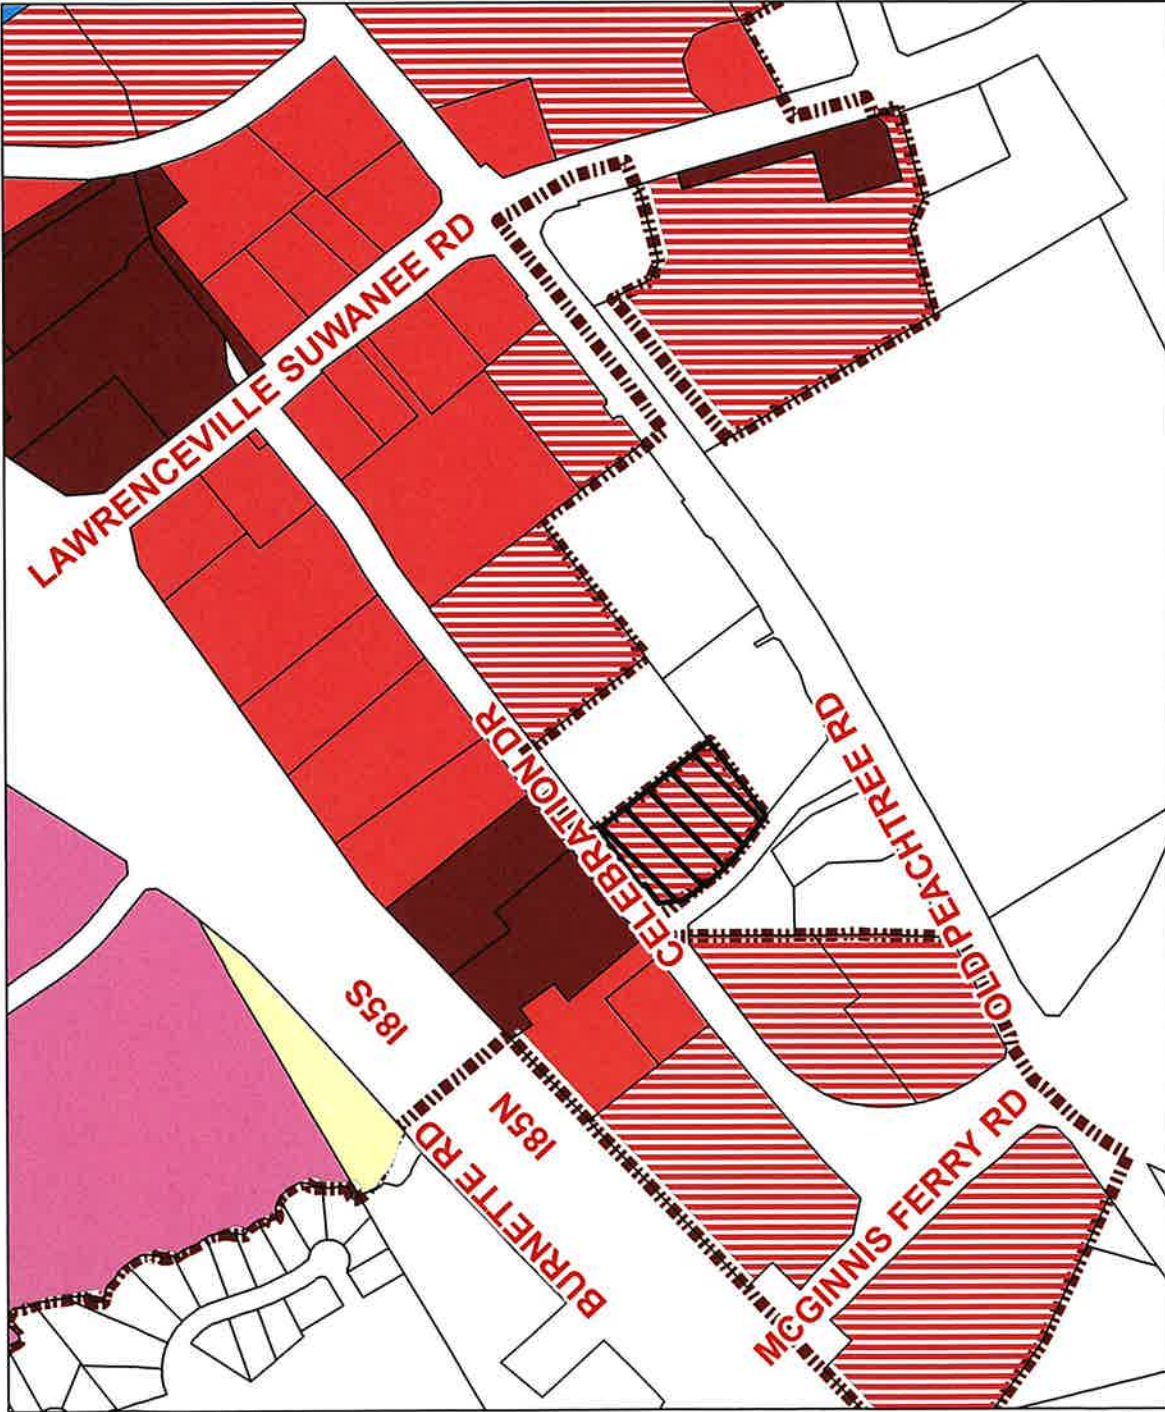 LAWRENCEVILLE SUWANEE RD
CELEBRATION DR
OLD PEACHTREE RD
I85S
I85N
BURNETTE RD
MCGINNIS FERRY RD